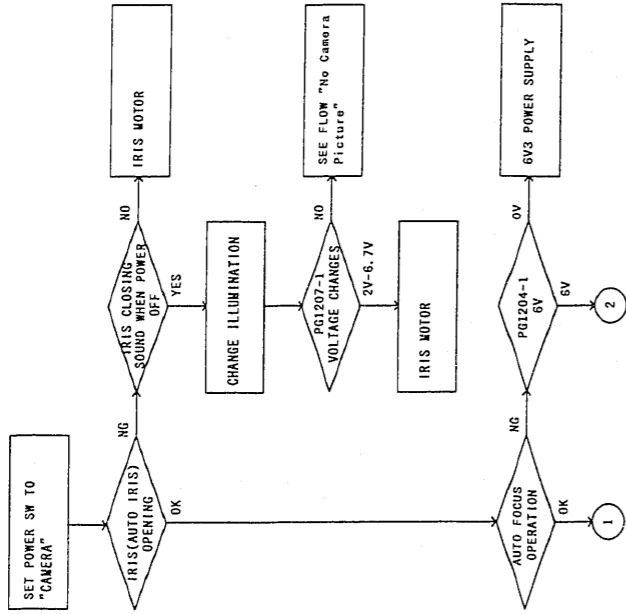 SET POWER SW TO
"CAMERA"
IRIS(AUTO IRIS)
OPENING
NG
OK
IRIS CLOSING
SOUND WHEN POWER
OFF
NO
YES
IRIS MOTOR
CHANGE ILLUMINATION
PG1207-1
VOLTAGE CHANGES
NO
2V-6.7V
SEE FLOW "No Camera
Picture"
IRIS MOTOR
AUTO FOCUS
OPERATION
NG
OK
1
PG1204-1
6V
0V
6V
6V3 POWER SUPPLY
2